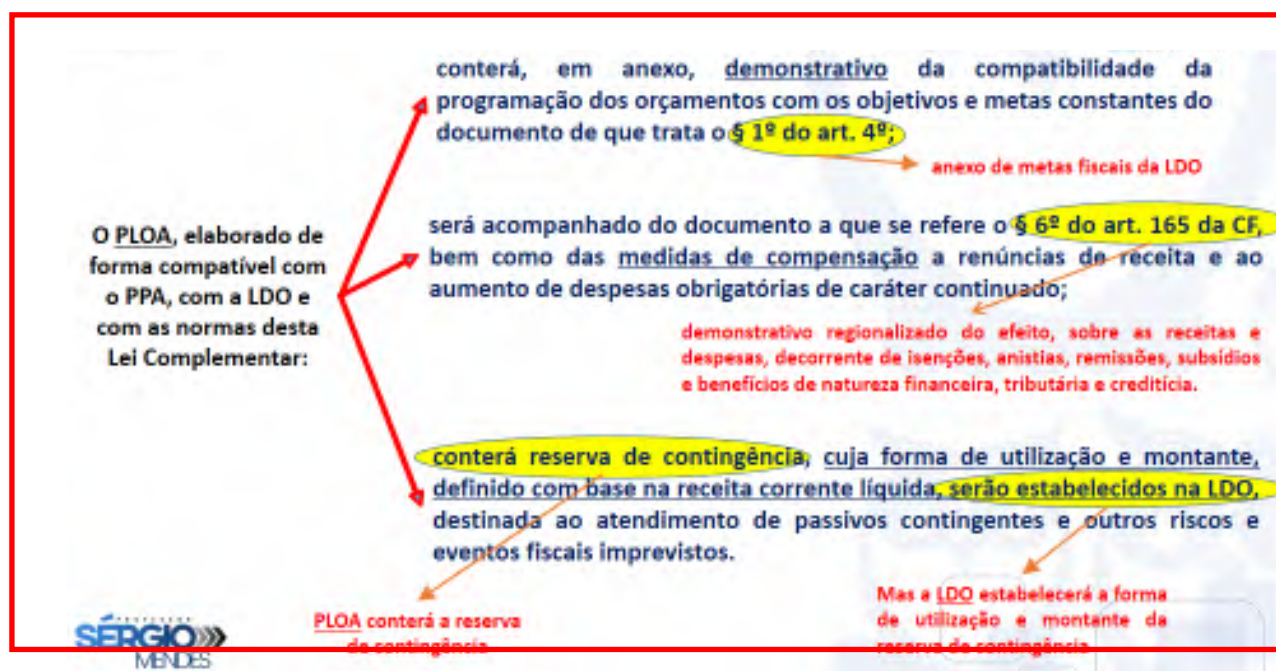 conterá, em anexo, demonstrativo da compatibilidade da
programação dos orçamentos com os objetivos e metas constantes do
documento de que trata o § 1º do art. 4º;
anexo de metas fiscais da LDO
O PLOA, elaborado de
forma compatível com
o PPA, com a LDO e
com as normas desta
Lei Complementar:
será acompanhado do documento a que se refere o § 6º do art. 165 da CF,
bem como das medidas de compensação a renúncias de receita e ao
aumento de despesas obrigatórias de caráter continuado;
demonstrativo regionalizado do efeito, sobre as receitas e
despesas, decorrente de isenções, anistias, remissões, subsídios
e benefícios de natureza financeira, tributária e creditícia.
conterá reserva de contingência, cuja forma de utilização e montante,
definido com base na receita corrente líquida, serão estabelecidos na LDO,
destinada ao atendimento de passivos contingentes e outros riscos e
eventos fiscais imprevistos.
PLOA conterá a reserva
de contingência
Mas a LDO estabelecerá a forma
de utilização e montante da
reserva de contingência
PROFESSOR
SÉRGIO
MENDES